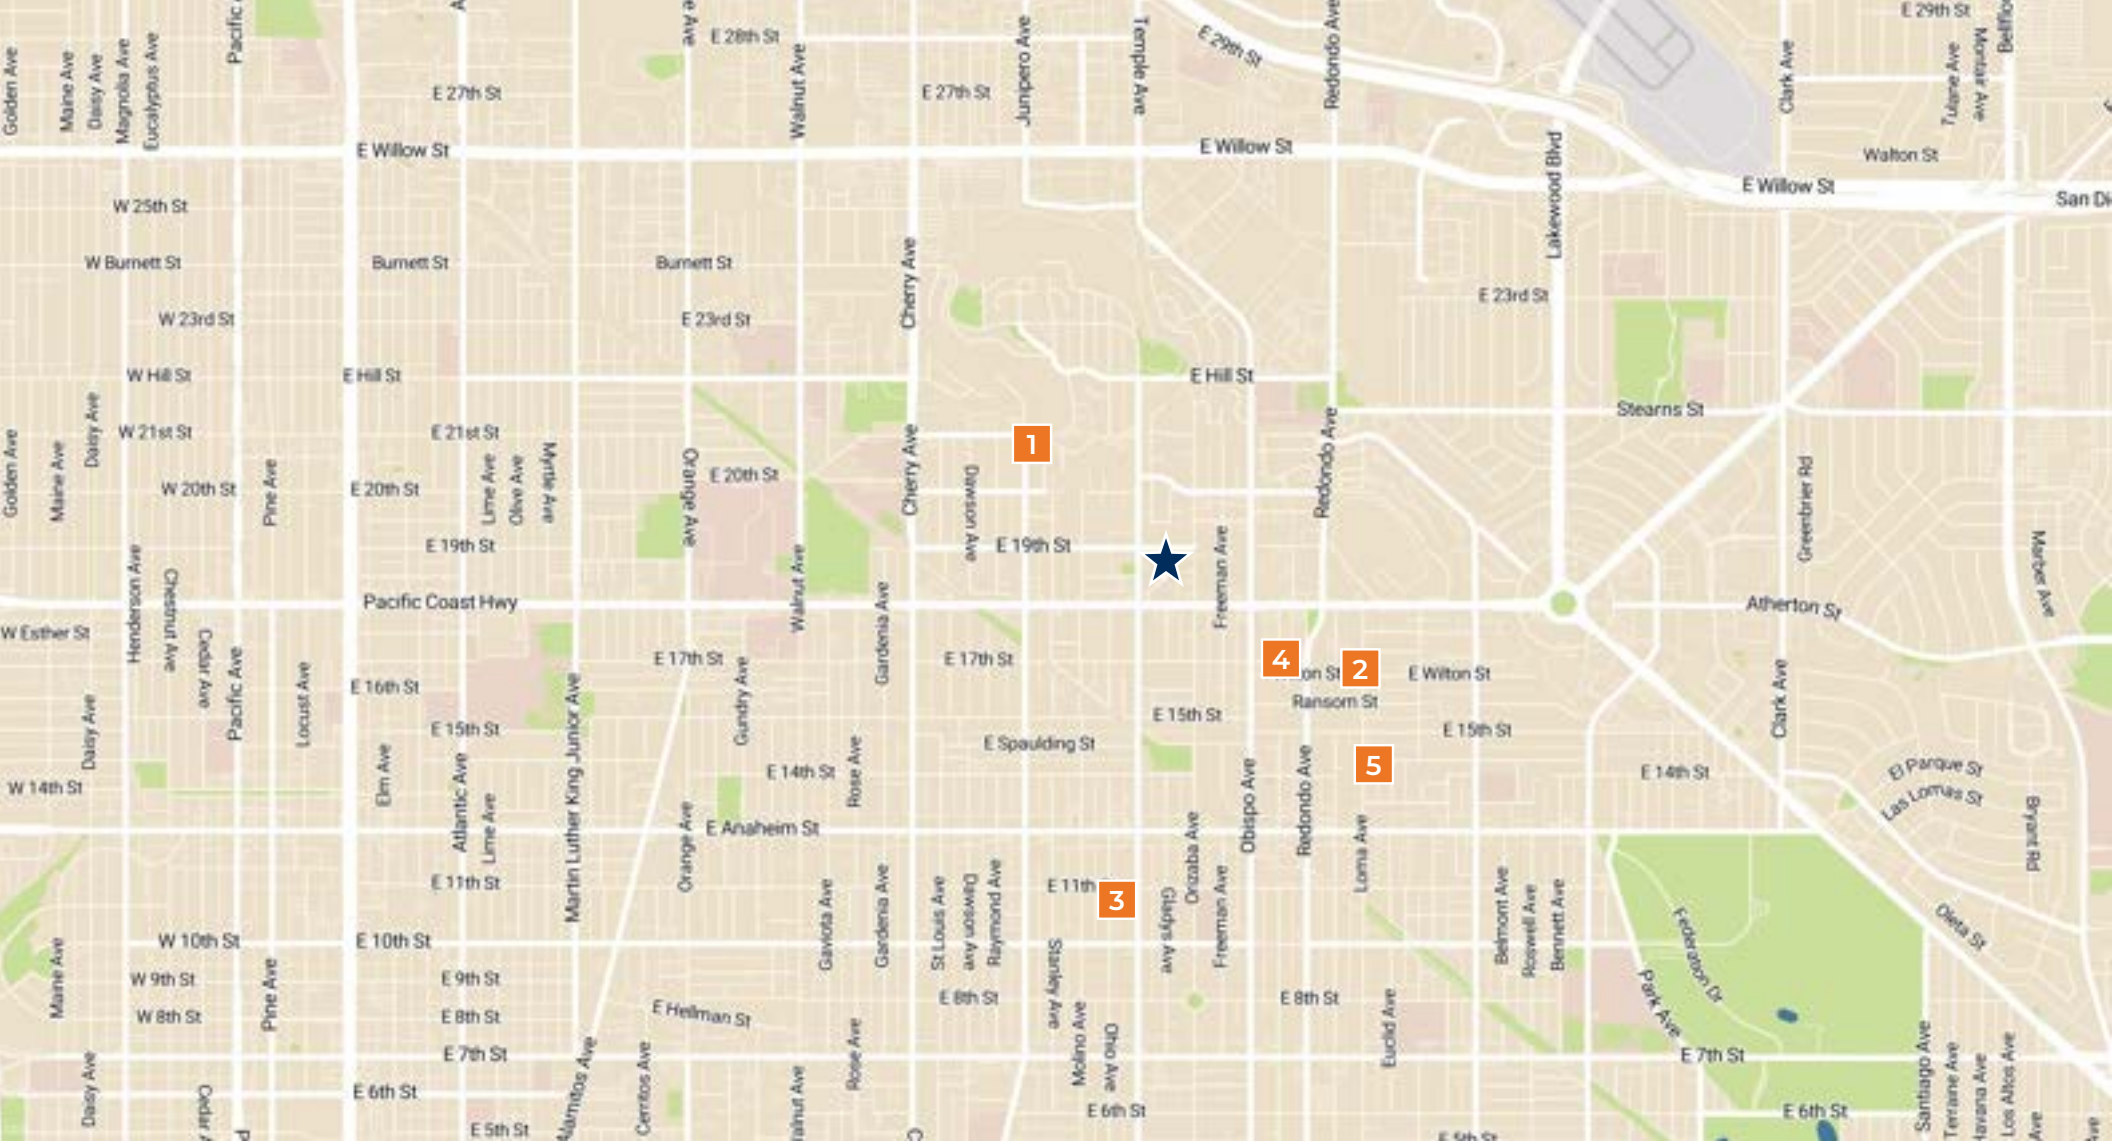 E 29th St
Pacific
E 28th St
E 29th St
Redondo Ave
Golden Ave
Maine Ave
Daisy Ave
Magnolia Ave
Eucalyptus Ave
Walnut Ave
Junipero Ave
Temple Ave
Clark Ave
Tulane Ave
Montair Ave
E 27th St
E 27th St
E Willow St
E Willow St
Walton St
E Willow St
San Di
W 25th St
Lakewood Blvd
W Burnett St
Burnett St
Burnett St
Cherry Ave
E 23rd St
W 23rd St
E 23rd St
W Hill St
E Hill St
E Hill St
Stearns St
Daisy Ave
W 21st St
E 21st St
1
Golden Ave
Maine Ave
Pine Ave
Lime Ave
Olive Ave
Myrtle Ave
Orange Ave
E 20th St
Cherry Ave
Dawson Ave
Redondo Ave
Greenbrier Rd
W 20th St
E 20th St
E 19th St
E 19th St
Henderson Ave
Chestnut Ave
Walnut Ave
Freeman Ave
Marber Ave
Pacific Coast Hwy
Atherton St
W Esther St
Cedar Ave
Pacific Ave
Locust Ave
Gardenia Ave
E 17th St
E 17th St
4
2
on St
E Wilton St
E 16th St
Ransom St
Gundry Ave
Clark Ave
Daisy Ave
E 15th St
E 15th St
E 15th St
E Spaulding St
5
Martin Luther King Junior Ave
Elm Ave
E 14th St
Rose Ave
E 14th St
El Parque St
Las Lomas St
W 14th St
Atlantic Ave
Lime Ave
Orange Ave
E Anaheim St
Orizaba Ave
Obispo Ave
Redondo Ave
Loma Ave
Bryant Rd
E 11th St
E 11th
3
Gaviota Ave
Gardenia Ave
St Louis Ave
Dawson Ave
Raymond Ave
Gladys Ave
Freeman Ave
Belmont Ave
Roswell Ave
Bennett Ave
Federation Dr
Dieta St
W 10th St
E 10th St
Maine Ave
Pine Ave
W 9th St
E 9th St
Stanley Ave
Park Ave
E 8th St
E 8th St
W 8th St
E 8th St
E Hellman St
Molino Ave
Ohio Ave
Euclid Ave
Rose Ave
Daisy Ave
E 7th St
E 7th St
Alamitos Ave
Cerritos Ave
Santiago Ave
Terraine Ave
Havana Ave
Los Altos Ave
Ave
Ave
E 6th St
E 6th St
E 6th St
E 5th St
E 5th St